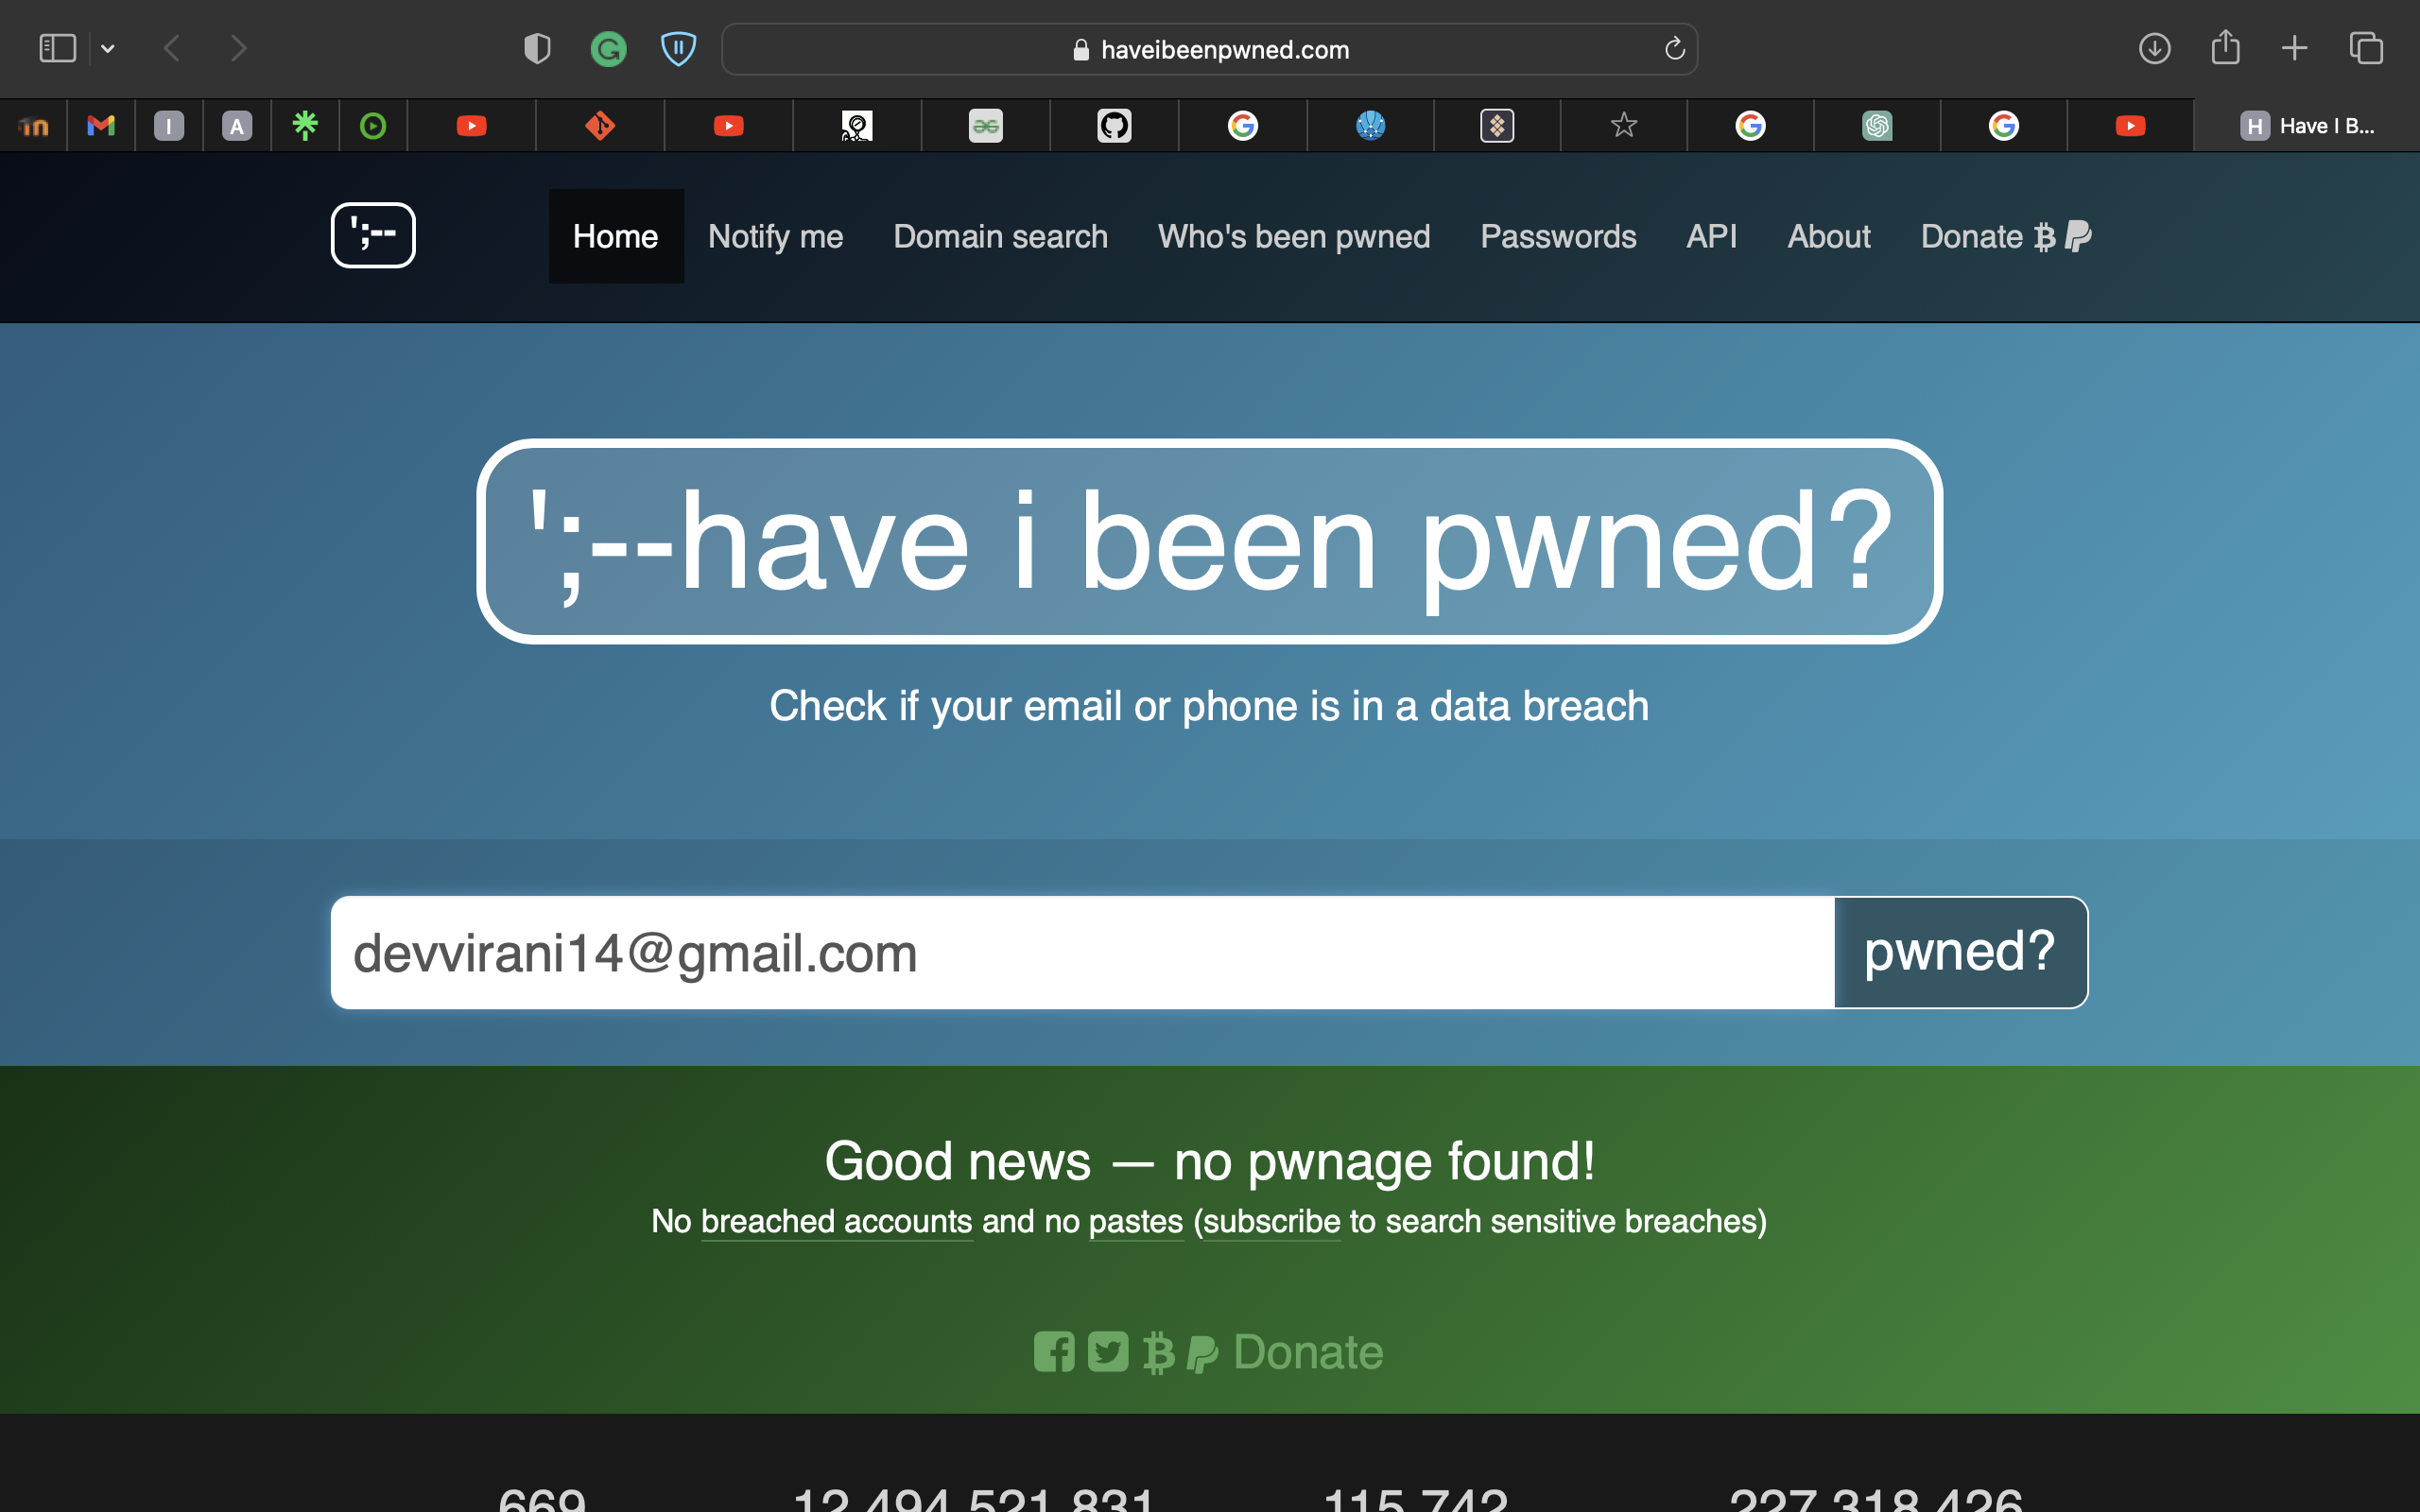 haveibeenpwned.com
I
A
H Have I B...
';--
Home Notify me Domain search Who's been pwned Passwords API About Donate
';--have i been pwned?
Check if your email or phone is in a data breach
devvirani14@gmail.com pwned?
Good news — no pwnage found!
No breached accounts and no pastes (subscribe to search sensitive breaches)
Donate
669 12,494,521,831 115,742 227,318,426